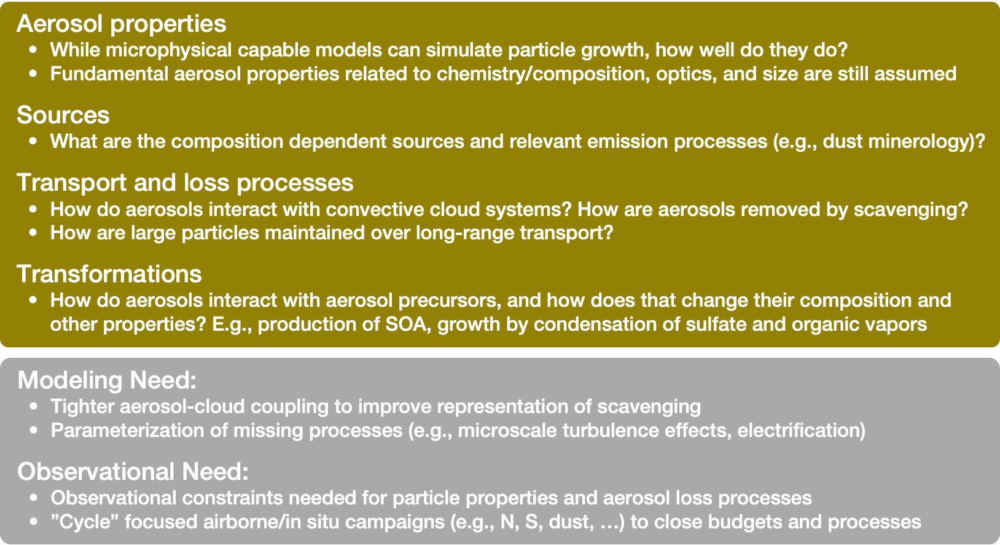 Aerosol properties
• While microphysical capable models can simulate particle growth, how well do they do?
• Fundamental aerosol properties related to chemistry/composition, optics, and size are still assumed
Sources
• What are the composition dependent sources and relevant emission processes (e.g., dust minerology)?
Transport and loss processes
• How do aerosols interact with convective cloud systems? How are aerosols removed by scavenging?
• How are large particles maintained over long-range transport?
Transformations
• How do aerosols interact with aerosol precursors, and how does that change their composition and
other properties? E.g., production of SOA, growth by condensation of sulfate and organic vapors
Modeling Need:
• Tighter aerosol-cloud coupling to improve representation of scavenging
• Parameterization of missing processes (e.g., microscale turbulence effects, electrification)
Observational Need:
• Observational constraints needed for particle properties and aerosol loss processes
• ”Cycle” focused airborne/in situ campaigns (e.g., N, S, dust, …) to close budgets and processes